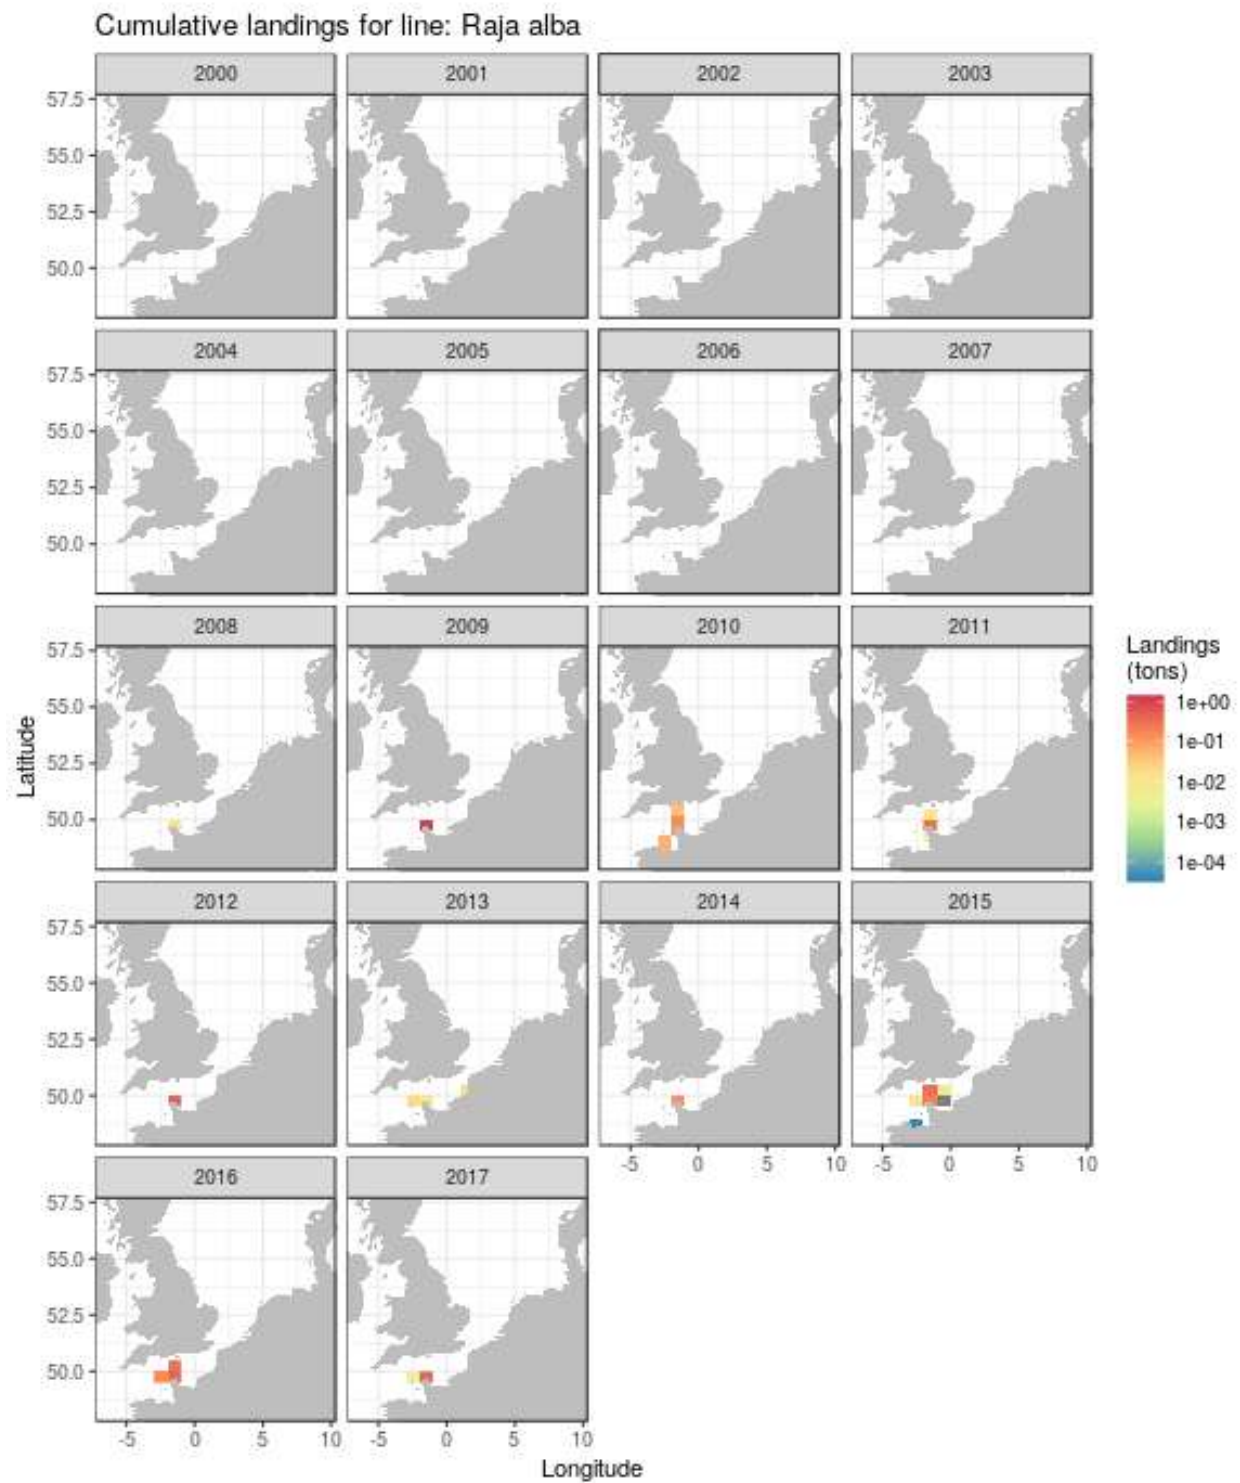 Cumulative landings for line: Raja alba
2000 2001 2002 2003
57.5
55.0
52.5
50.0
2004 2005 2006 2007
57.5
55.0
52.5
50.0
2008 2009 2010 2011
57.5
55.0
52.5
50.0
Latitude
Landings
(tons)
1e+00
1e-01
1e-02
1e-03
1e-04
2012 2013 2014 2015
57.5
55.0
52.5
50.0
-5 0 5 10 -5 0 5 10
2016 2017
57.5
55.0
52.5
50.0
-5 0 5 10 -5 0 5 10
Longitude